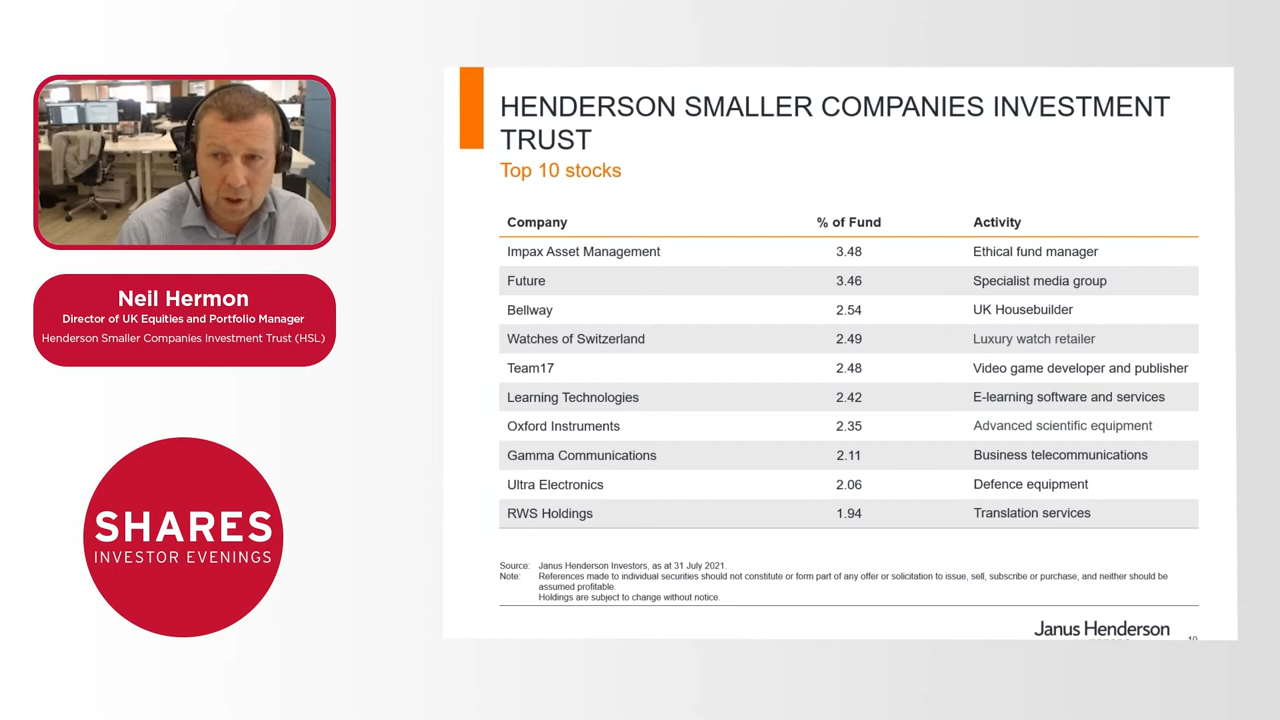 Neil Hermon
Director of UK Equities and Portfolio Manager
Henderson Smaller Companies Investment Trust (HSL)
SHARES
INVESTOR EVENINGS
HENDERSON SMALLER COMPANIES INVESTMENT
TRUST
Top 10 stocks
Company % of Fund Activity
Impax Asset Management 3.48 Ethical fund manager
Future 3.46 Specialist media group
Bellway 2.54 UK Housebuilder
Watches of Switzerland 2.49 Luxury watch retailer
Team17 2.48 Video game developer and publisher
Learning Technologies 2.42 E-learning software and services
Oxford Instruments 2.35 Advanced scientific equipment
Gamma Communications 2.11 Business telecommunications
Ultra Electronics 2.06 Defence equipment
RWS Holdings 1.94 Translation services
Source: Janus Henderson Investors, as at 31 July 2021.
Note: References made to individual securities should not constitute or form part of any offer or solicitation to issue, sell, subscribe or purchase, and neither should be
assumed profitable.
Holdings are subject to change without notice.
Janus Henderson